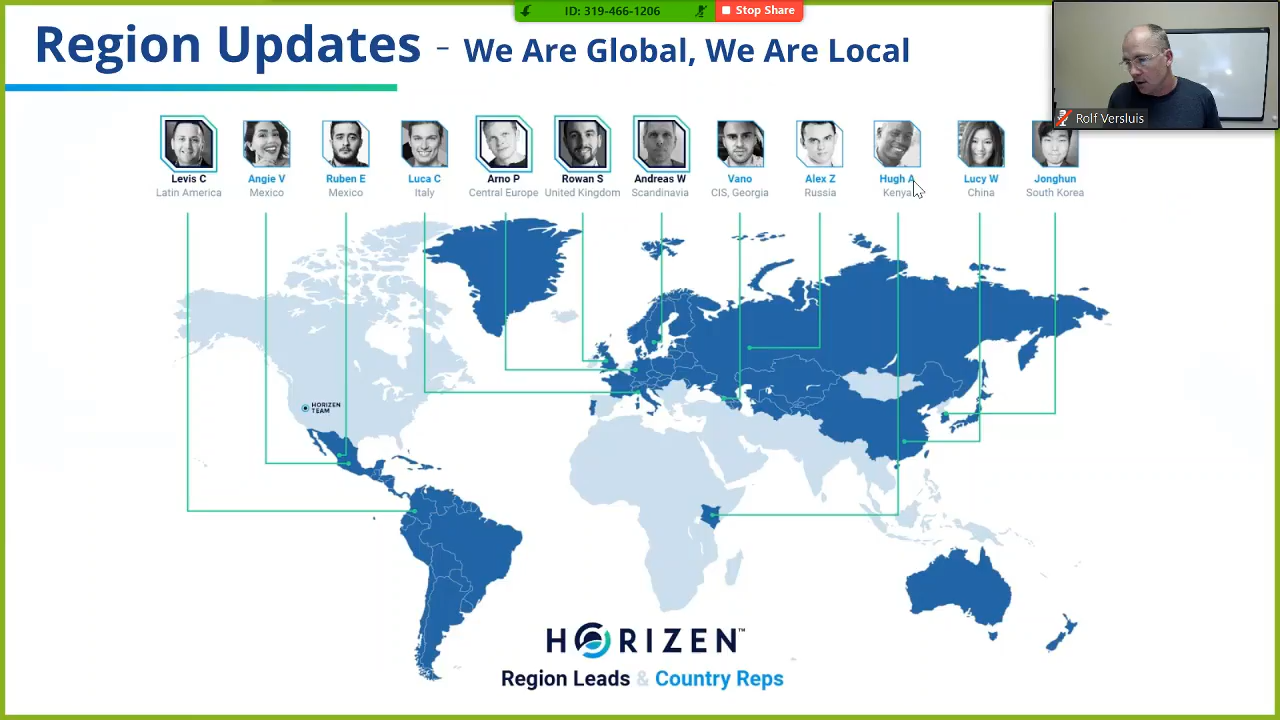 ID: 319-466-1206
Stop Share
Region Updates - We Are Global, We Are Local
Rolf Versluis
Levis C
Latin America
Angie V
Mexico
Ruben E
Mexico
Luca C
Italy
Arno P
Central Europe
Rowan S
United Kingdom
Andreas W
Scandinavia
Vano
CIS, Georgia
Alex Z
Russia
Hugh A
Kenya
Lucy W
China
Jonghun
South Korea
HORIZEN
TEAM
HORIZEN™
Region Leads & Country Reps